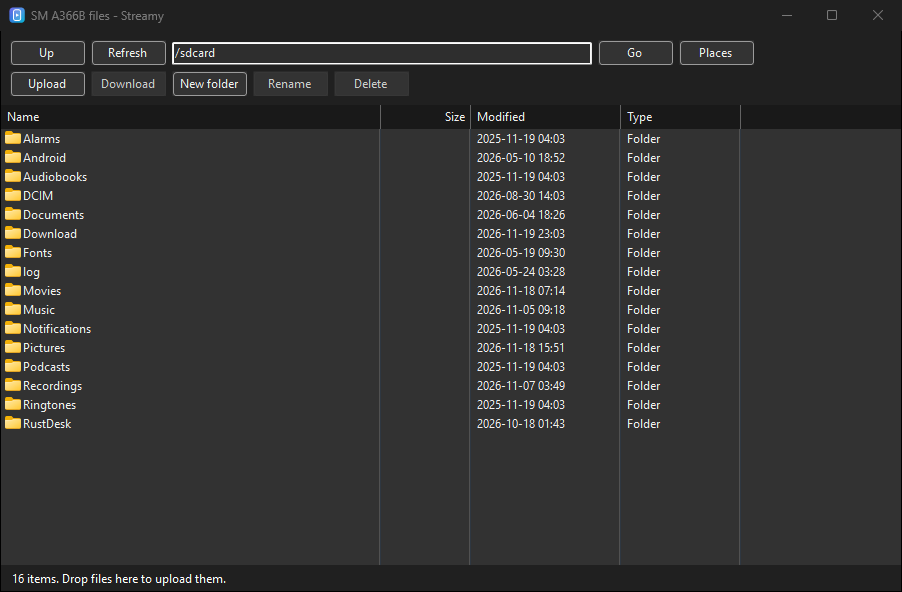 SM A366B files - Streamy
Up Refresh /sdcard Go Places
Upload Download New folder Rename Delete
Name Size Modified Type
Alarms 2025-11-19 04:03 Folder
Android 2026-05-10 18:52 Folder
Audiobooks 2025-11-19 04:03 Folder
DCIM 2026-08-30 14:03 Folder
Documents 2026-06-04 18:26 Folder
Download 2026-11-19 23:03 Folder
Fonts 2026-05-19 09:30 Folder
log 2026-05-24 03:28 Folder
Movies 2026-11-18 07:14 Folder
Music 2026-11-05 09:18 Folder
Notifications 2025-11-19 04:03 Folder
Pictures 2026-11-18 15:51 Folder
Podcasts 2025-11-19 04:03 Folder
Recordings 2026-11-07 03:49 Folder
Ringtones 2025-11-19 04:03 Folder
RustDesk 2026-10-18 01:43 Folder
16 items. Drop files here to upload them.